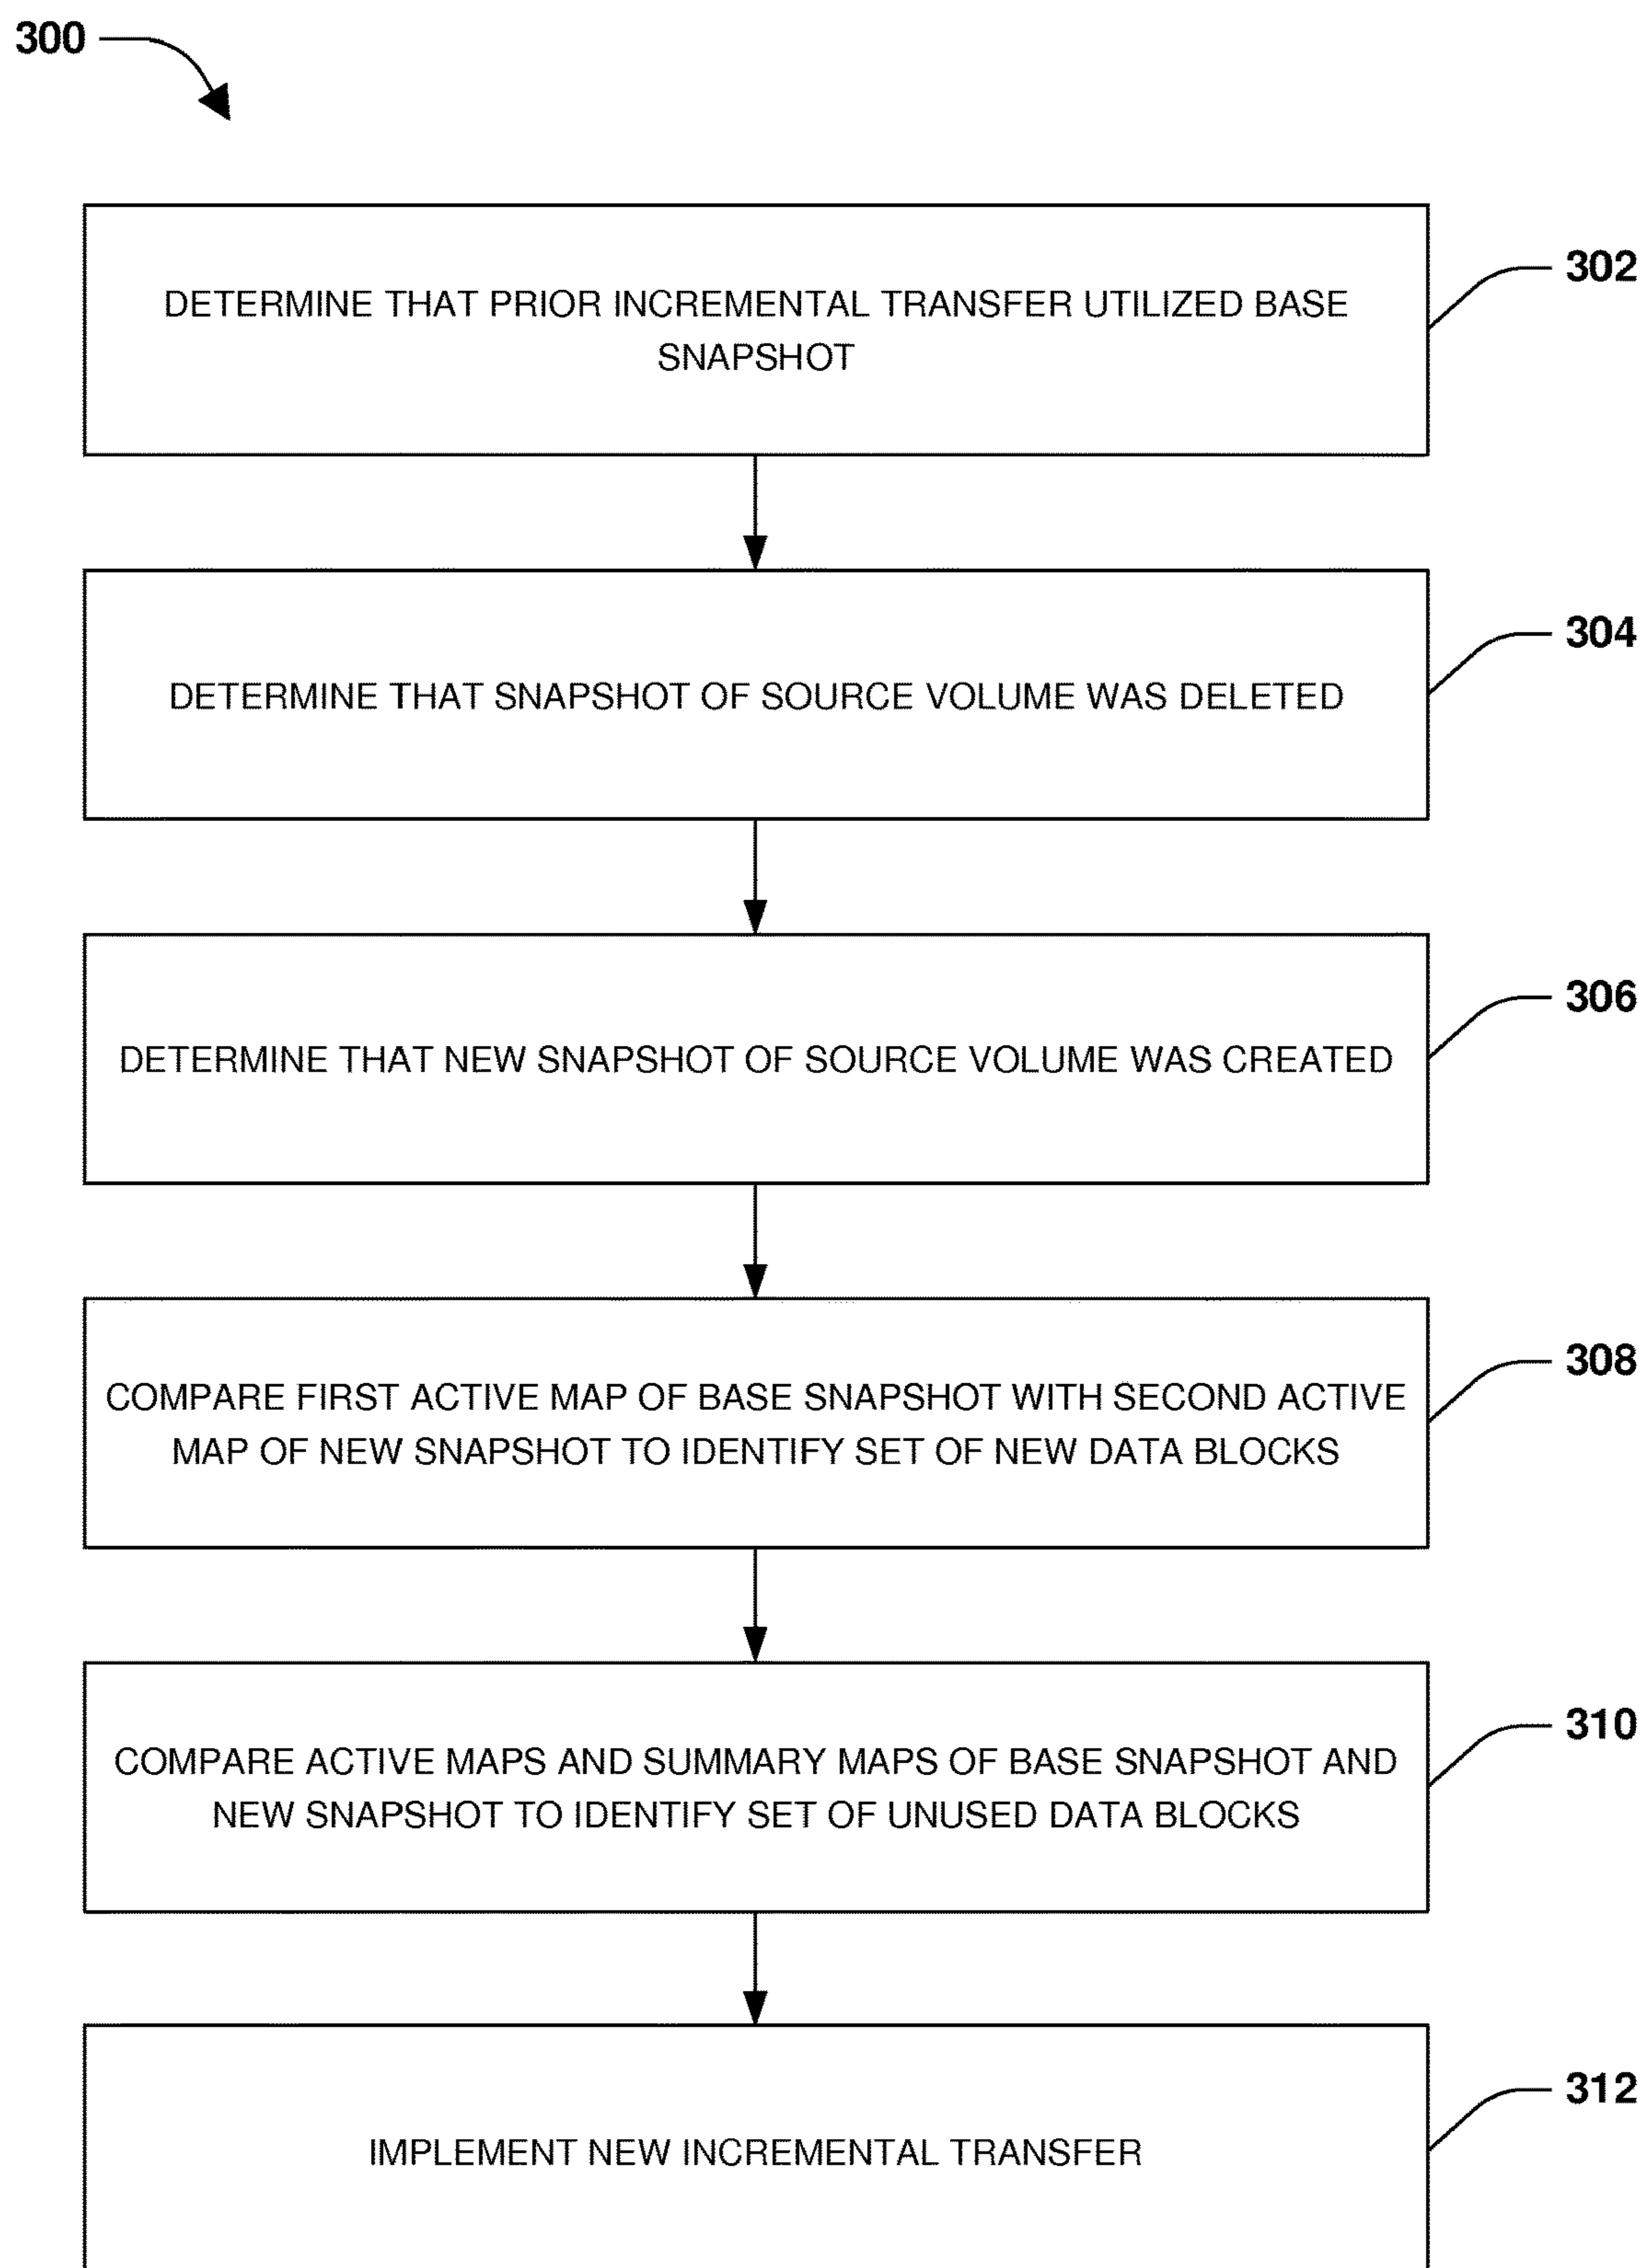 300
DETERMINE THAT PRIOR INCREMENTAL TRANSFER UTILIZED BASE
SNAPSHOT
302
DETERMINE THAT SNAPSHOT OF SOURCE VOLUME WAS DELETED
304
DETERMINE THAT NEW SNAPSHOT OF SOURCE VOLUME WAS CREATED
306
COMPARE FIRST ACTIVE MAP OF BASE SNAPSHOT WITH SECOND ACTIVE
MAP OF NEW SNAPSHOT TO IDENTIFY SET OF NEW DATA BLOCKS
308
COMPARE ACTIVE MAPS AND SUMMARY MAPS OF BASE SNAPSHOT AND
NEW SNAPSHOT TO IDENTIFY SET OF UNUSED DATA BLOCKS
310
IMPLEMENT NEW INCREMENTAL TRANSFER
312